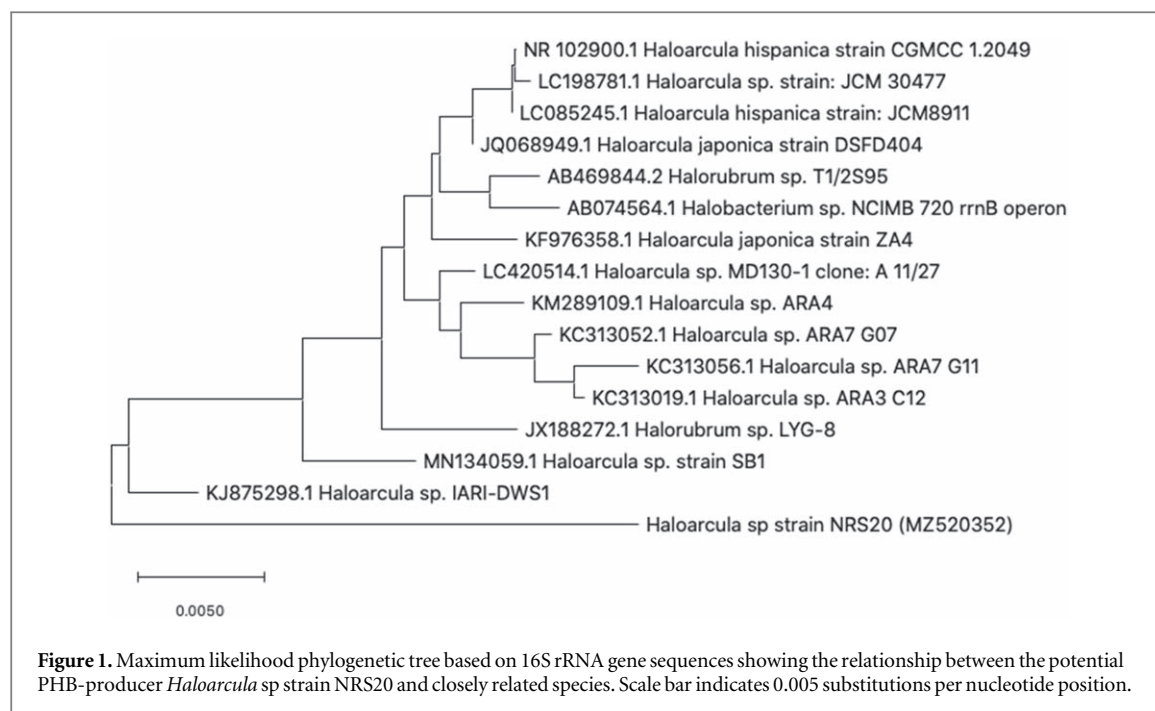 NR 102900.1 Haloarcula hispanica strain CGMCC 1.2049
LC198781.1 Haloarcula sp. strain: JCM 30477
LC085245.1 Haloarcula hispanica strain: JCM8911
JQ068949.1 Haloarcula japonica strain DSFD404
AB469844.2 Halorubrum sp. T1/2S95
AB074564.1 Halobacterium sp. NCIMB 720 rrnB operon
KF976358.1 Haloarcula japonica strain ZA4
LC420514.1 Haloarcula sp. MD130-1 clone: A 11/27
KM289109.1 Haloarcula sp. ARA4
KC313052.1 Haloarcula sp. ARA7 G07
KC313056.1 Haloarcula sp. ARA7 G11
KC313019.1 Haloarcula sp. ARA3 C12
JX188272.1 Halorubrum sp. LYG-8
MN134059.1 Haloarcula sp. strain SB1
KJ875298.1 Haloarcula sp. IARI-DWS1
Haloarcula sp strain NRS20 (MZ520352)
0.0050
Figure 1. Maximum likelihood phylogenetic tree based on 16S rRNA gene sequences showing the relationship between the potential
PHB-producer Haloarcula sp strain NRS20 and closely related species. Scale bar indicates 0.005 substitutions per nucleotide position.